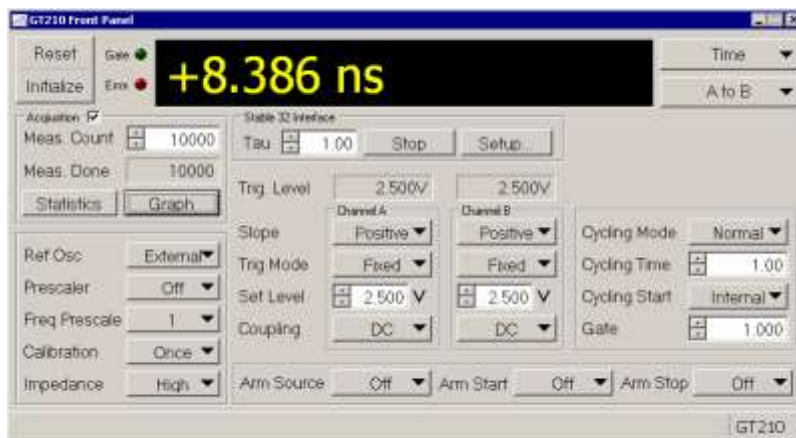 GT210 Front Panel
Reset
Gate
Initialize
Error
+8.386 ns
Time
A to B
Acquisition
Meas. Count 10000
Meas. Done 10000
Statistics Graph
Stable 32 Interface
Tau 1.00 Stop Setup...
Trig. Level 2.500V 2.500V
Channel A Channel B
Slope Positive Positive
Trig Mode Fixed Fixed
Set Level 2.500 V 2.500 V
Coupling DC DC
Ref Osc External
Prescaler Off
Freq Prescale 1
Calibration Once
Impedance High
Cycling Mode Normal
Cycling Time 1.00
Cycling Start Internal
Gate 1.000
Arm Source Off Arm Start Off Arm Stop Off
GT210